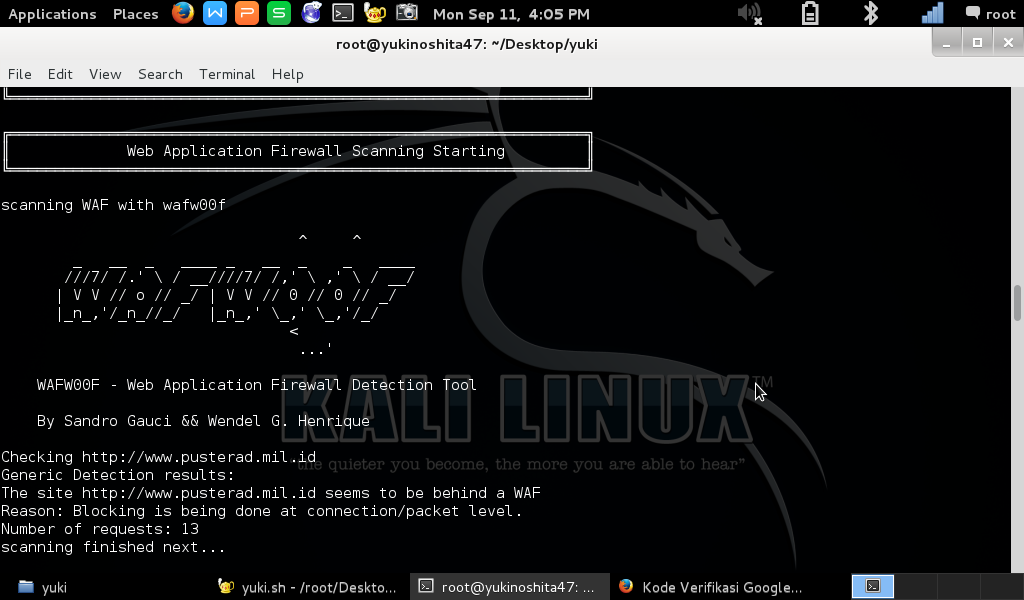 Applications Places Mon Sep 11, 4:05 PM root
root@yukinoshita47: ~/Desktop/yuki
File Edit View Search Terminal Help
Web Application Firewall Scanning Starting
scanning WAF with wafw00f
                                 ^     ^
        _   __  _   ____ _   __  _    _   ____
       ///7/ /.' \ / __////7/ /,' \ ,' \ / __/
      | V V // o // _/ | V V // 0 // 0 // _/
      |_n_,'/_n_//_/   |_n_,' \_,' \_,'/_/
                                <
                                 ...'
WAFW00F - Web Application Firewall Detection Tool
By Sandro Gauci && Wendel G. Henrique
KALI LINUX™
Checking http://www.pusterad.mil.id
"the quieter you become, the more you are able to hear"
Generic Detection results:
The site http://www.pusterad.mil.id seems to be behind a WAF
Reason: Blocking is being done at connection/packet level.
Number of requests: 13
scanning finished next...
yuki yuki.sh - /root/Deskto... root@yukinoshita47: ... Kode Verifikasi Google...